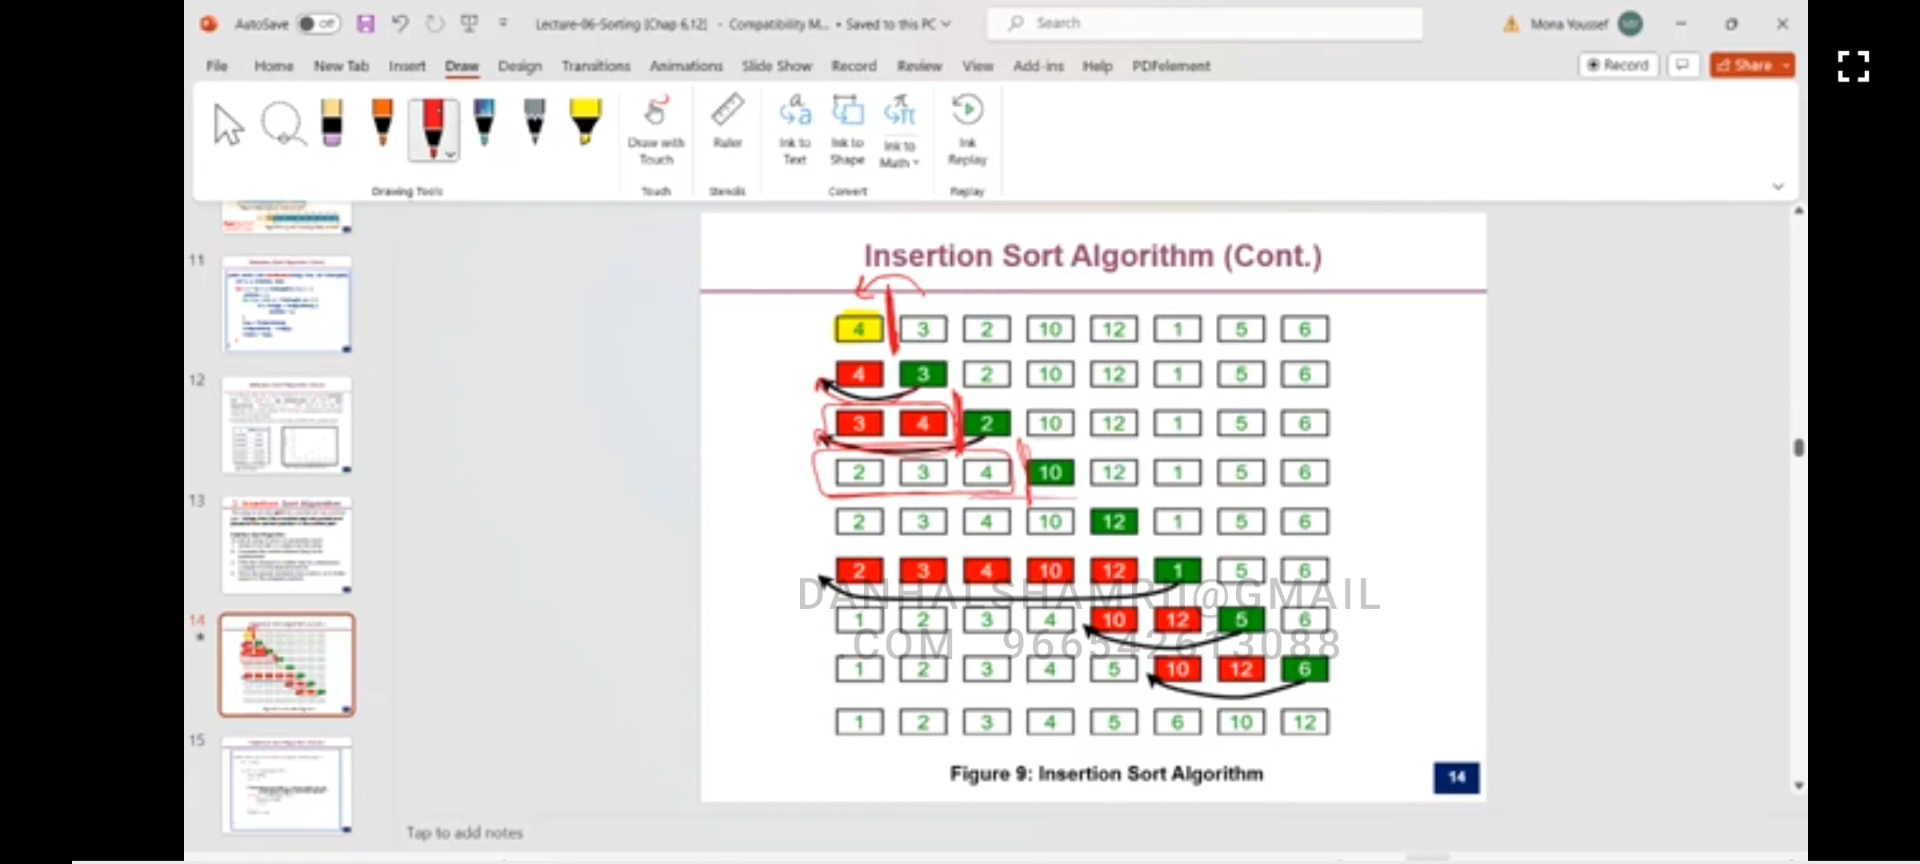 AutoSave Off Lecture-06-Sorting [Chap 6,12] - Compatibility M... • Saved to this PC Search Mona Youssef
File Home New Tab Insert Draw Design Transitions Animations Slide Show Record Review View Add-ins Help PDFelement Record Share
Draw with Touch
Ruler
Ink to Text
Ink to Shape
Ink to Math
Ink Replay
Drawing Tools Touch Stencils Convert Replay
11
12
13
14
15
Insertion Sort Algorithm (Cont.)
4 3 2 10 12 1 5 6
4 3 2 10 12 1 5 6
3 4 2 10 12 1 5 6
2 3 4 10 12 1 5 6
2 3 4 10 12 1 5 6
2 3 4 10 12 1 5 6
DANHALSHAMRII@GMAIL
1 2 3 4 10 12 5 6
COM 966542613088
1 2 3 4 5 10 12 6
1 2 3 4 5 6 10 12
Figure 9: Insertion Sort Algorithm
14
Tap to add notes